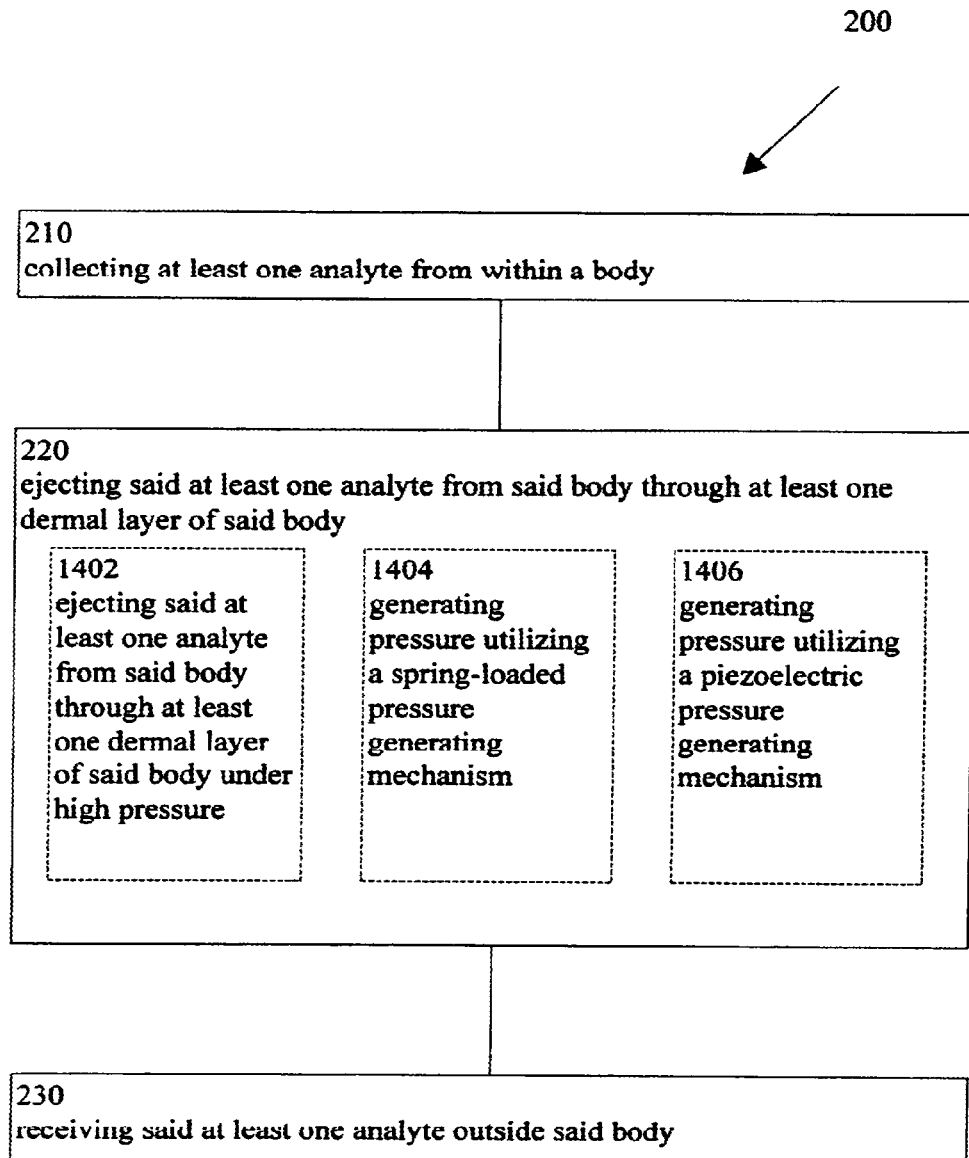 200
210
collecting at least one analyte from within a body
220
ejecting said at least one analyte from said body through at least one
dermal layer of said body
1402
ejecting said at
least one analyte
from said body
through at least
one dermal layer
of said body under
high pressure
1404
generating
pressure utilizing
a spring-loaded
pressure
generating
mechanism
1406
generating
pressure utilizing
a piezoelectric
pressure
generating
mechanism
230
receiving said at least one analyte outside said body